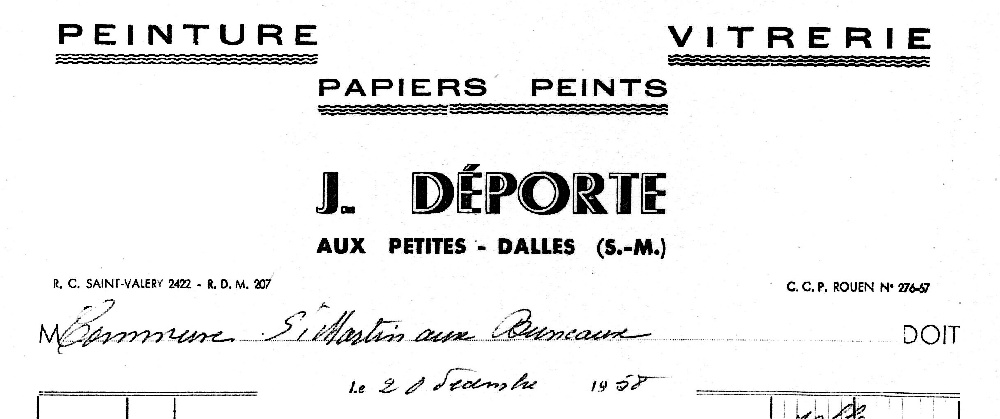 PEINTURE VITRERIE
PAPIERS PEINTS
J. DÉPORTE
AUX PETITES - DALLES (S.-M.)
R. C. SAINT-VALERY 2422 - R. D. M. 207 C. C. P. ROUEN N° 276-67
M Commune St Martin aux Buneaux DOIT
le 20 Décembre 1958